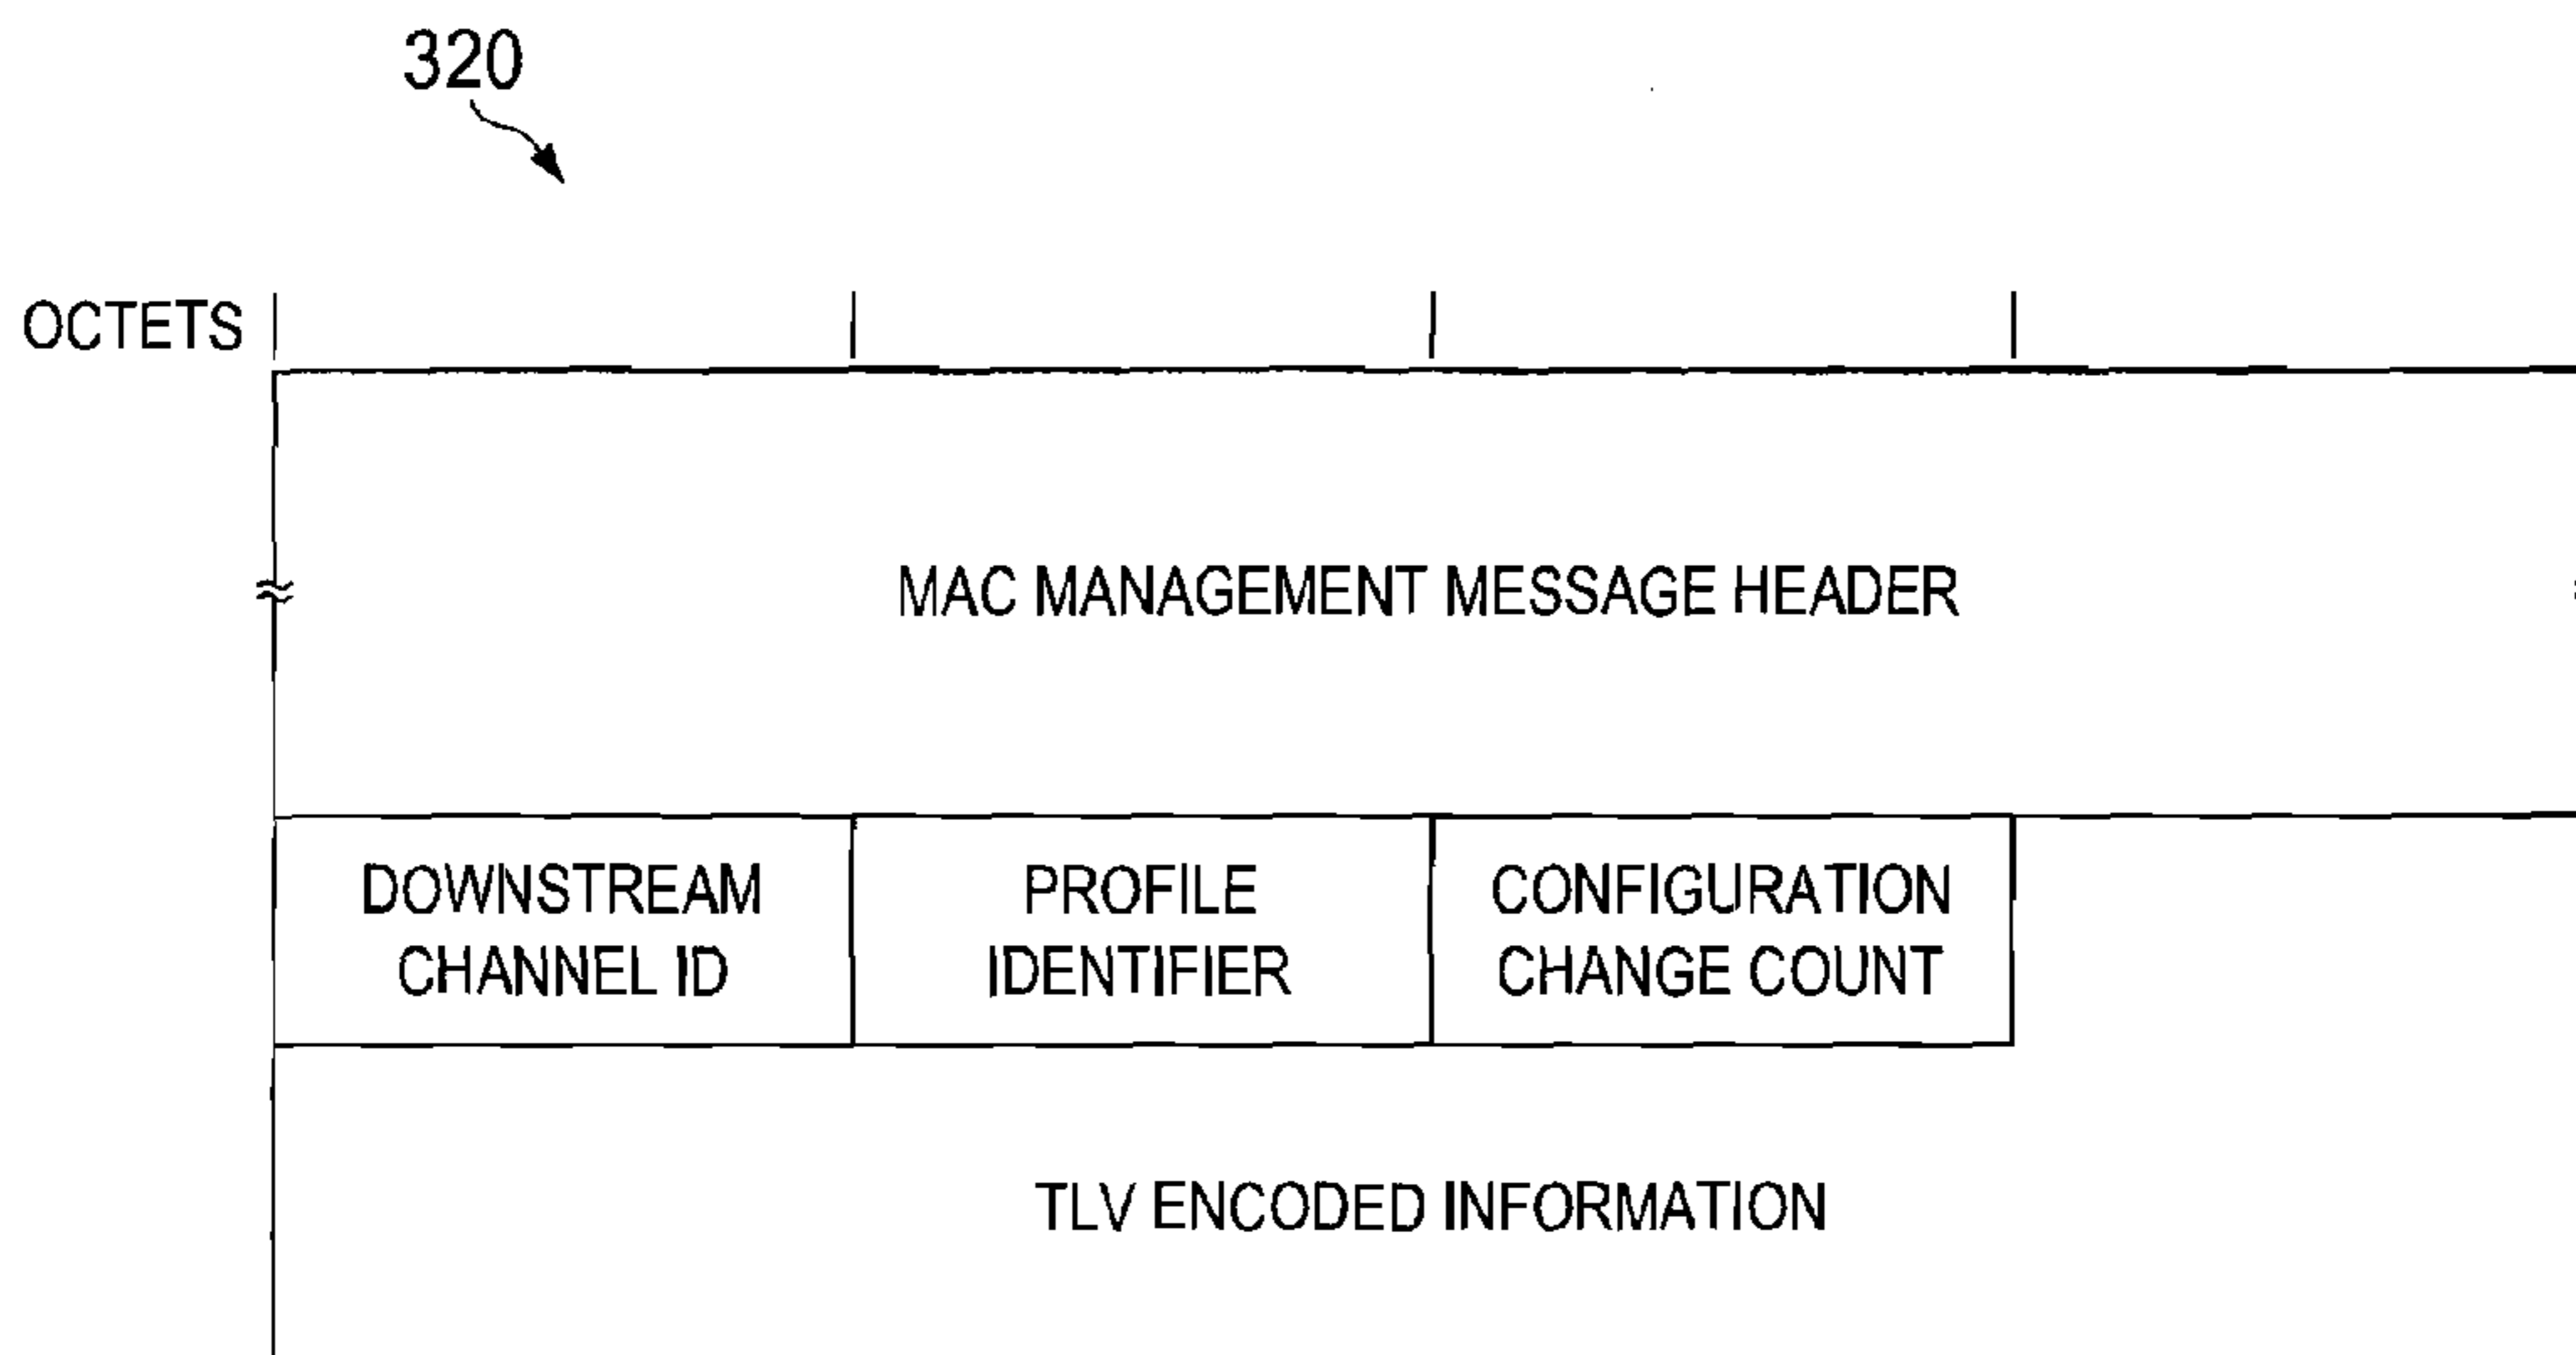 320
OCTETS
MAC MANAGEMENT MESSAGE HEADER
DOWNSTREAM
CHANNEL ID
PROFILE
IDENTIFIER
CONFIGURATION
CHANGE COUNT
TLV ENCODED INFORMATION